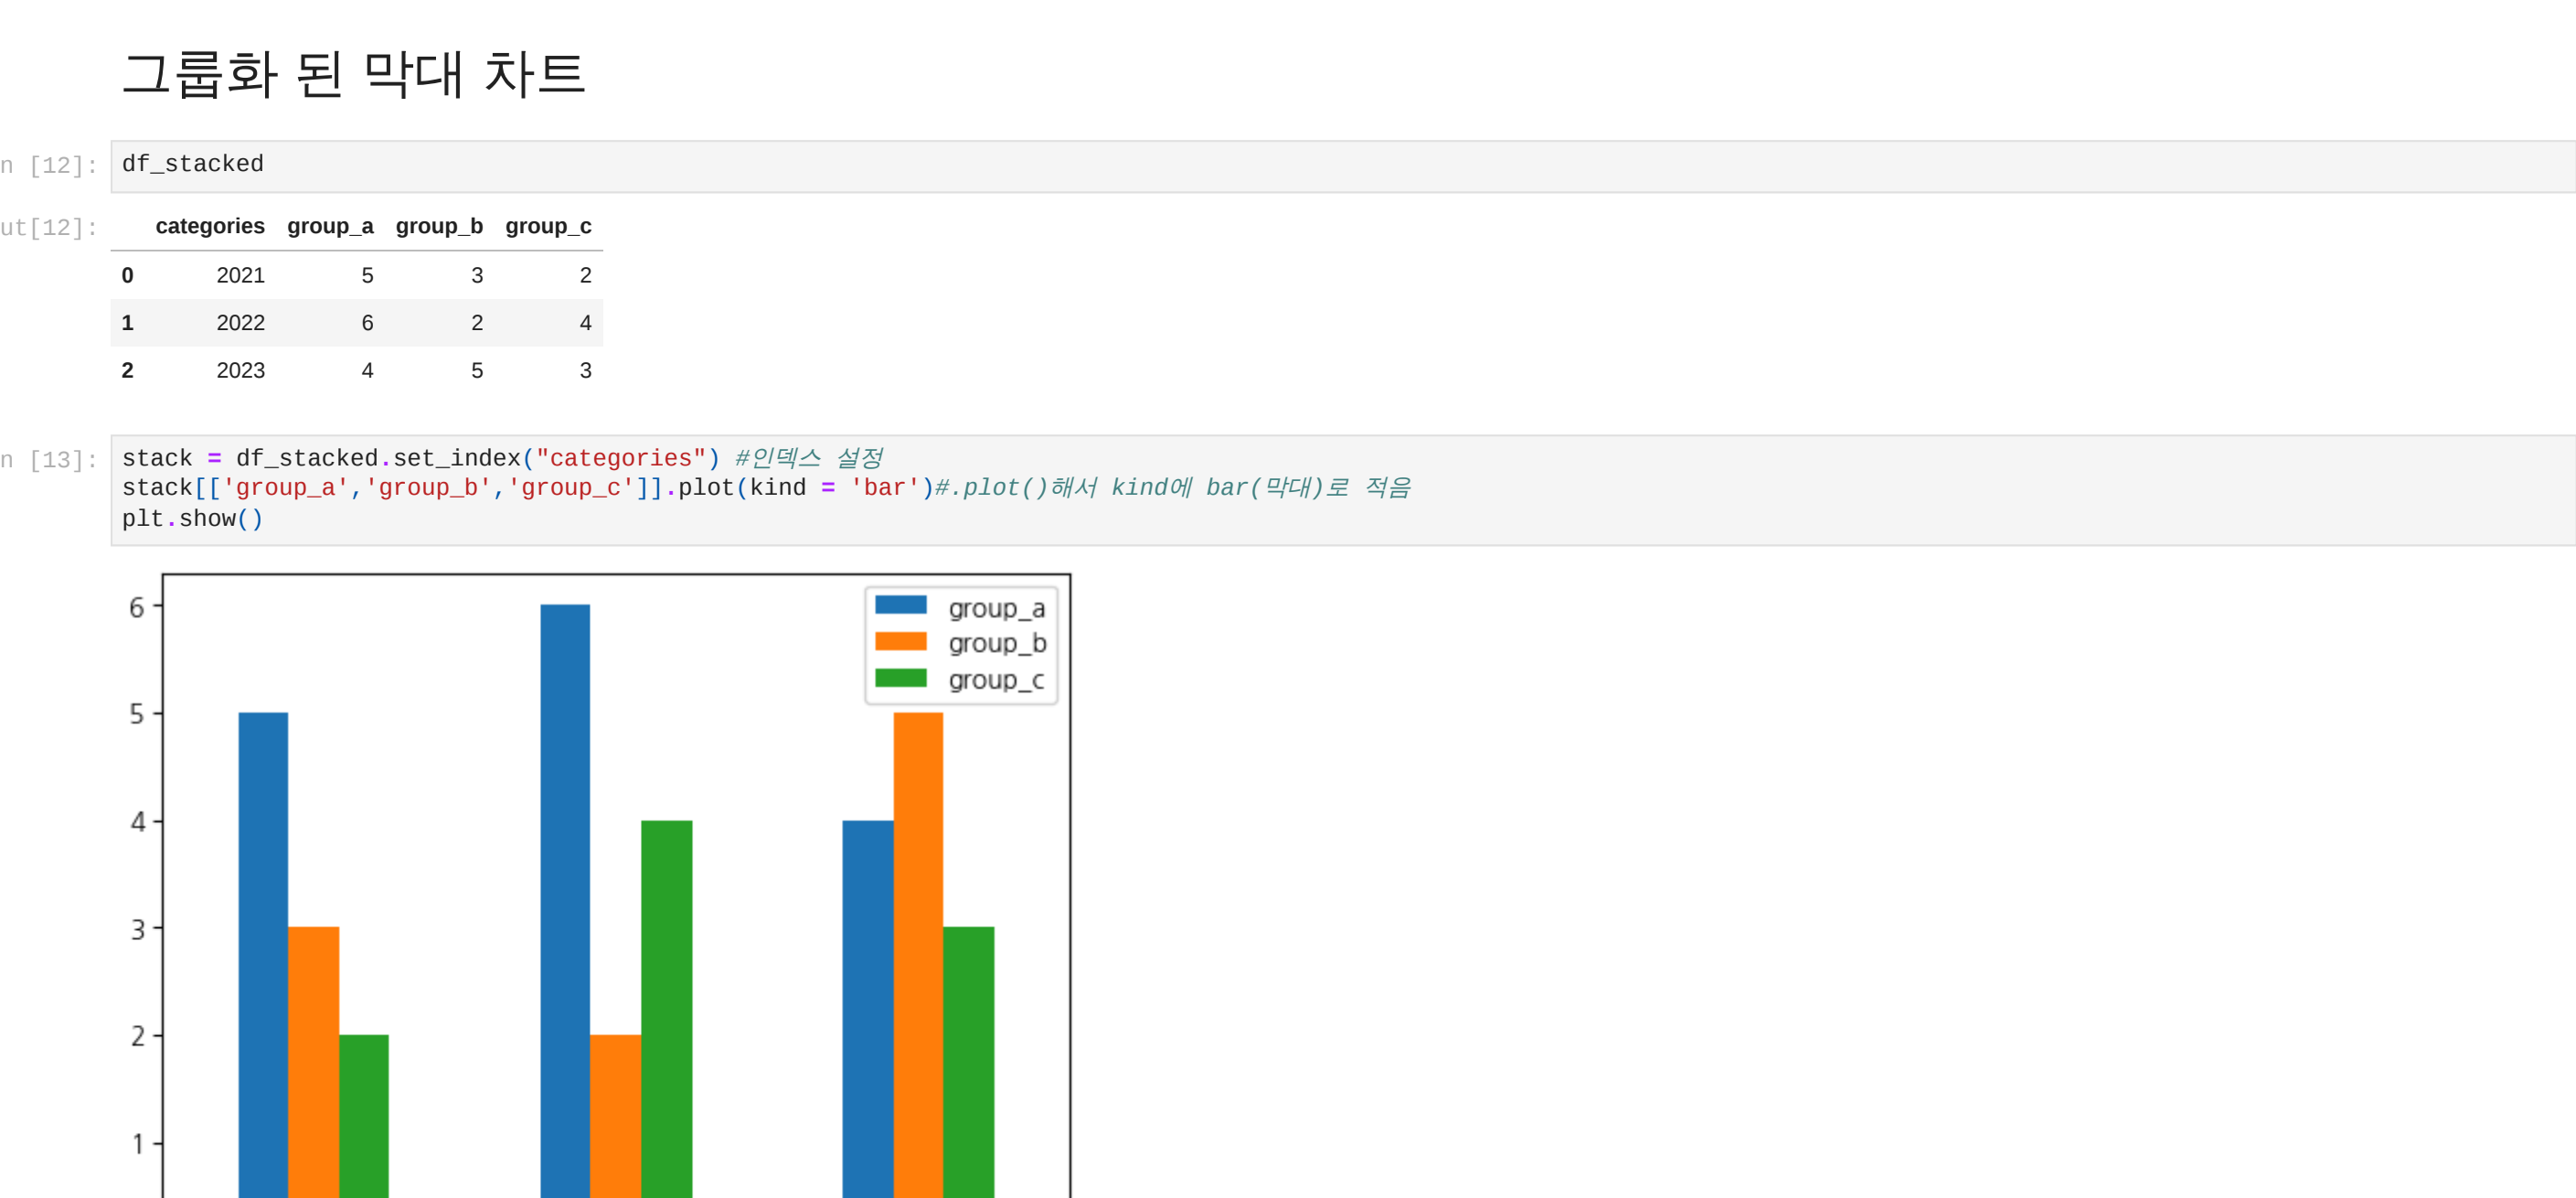 그룹화 된 막대 차트
n [12]: df_stacked
ut[12]: categories group_a group_b group_c
0 2021 5 3 2
1 2022 6 2 4
2 2023 4 5 3
n [13]: stack = df_stacked.set_index("categories") #인덱스 설정
stack[['group_a','group_b','group_c']].plot(kind = 'bar')#.plot()해서 kind에 bar(막대)로 적음
plt.show()
6
group_a
group_b
group_c
5
4
3
2
1